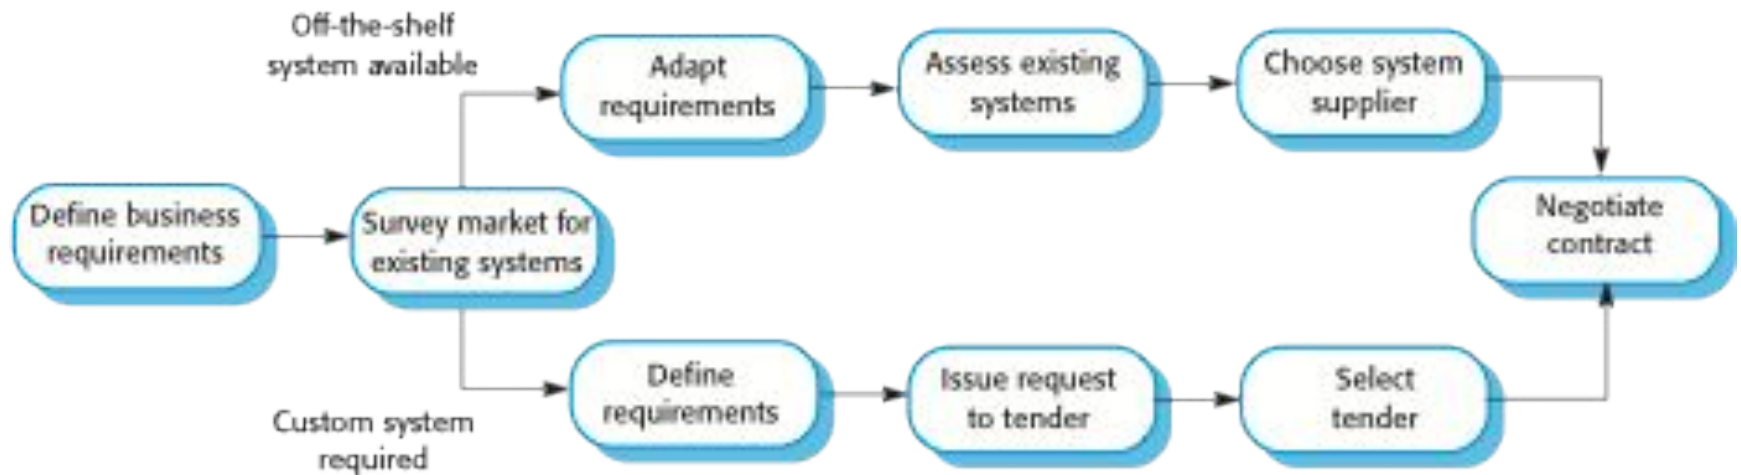 Off-the-shelf
system available
Adapt
requirements
Assess existing
systems
Choose system
supplier
Define business
requirements
Survey market for
existing systems
Negotiate
contract
Define
requirements
Issue request
to tender
Select
tender
Custom system
required